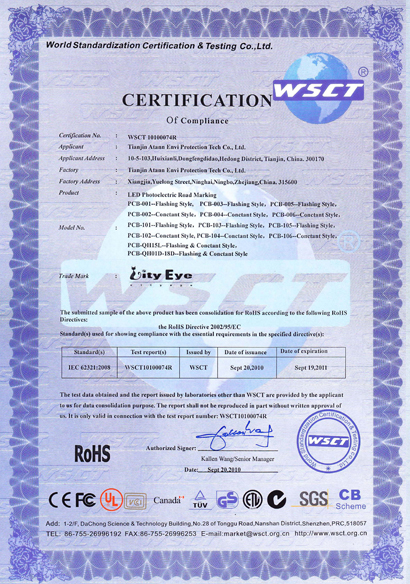 World Standardization Certification & Testing Co.,Ltd.
WSCT ®
CERTIFICATION
Of Compliance
Certification No. : WSCT 10100074R
Applicant : Tianjin Ataun Envi Protection Tech Co., Ltd.
Applicant Address : 10-5-103,Huixianli,Dongfengdidao,Hedong District, Tianjin, China. 300170
Factory : Tianjin Ataun Envi Protection Tech Co., Ltd.
Factory Address : Xiangjia,Yuelong Street,Ninghai,Ningbo,Zhejiang,China. 315600
Product : LED Photoelectric Road Marking
PCB-001--Flashing Style, PCB-003--Flashing Style, PCB-005--Flashing Style,
PCB-002--Conctant Style. PCB-004--Conctant Style, PCB-006--Conctant Style.
Model No. : PCB-101--Flashing Style, PCB-103--Flashing Style, PCB-105--Flashing Style,
PCB-102--Conctant Style, PCB-104--Conctant Style. PCB-106--Conctant Style.
PCB-QH15L--Flashing & Conctant Style.
PCB-QH01D-18D--Flashing & Conctant Style
Trade Mark : City Eye
The submitted sample of the above product has been consolidation for RoHS according to the following RoHS
Directives:
the RoHS Directive 2002/95/EC
Standard(s) used for showing compliance with the essential requirements in the specified directive(s):
Standard(s) Test report(s) Issued by Date of issuance Date of expiration
IEC 62321:2008 WSCT10100074R WSCT Sept 20,2010 Sept 19,2011
The test data obtained and the report issued by laboratories other than WSCT are provided by the applicant
to us for data consolidation purpose. The report shall not be reproduced in part without written approval of
us. It is only valid in connection with the test report number: WSCT10100074R
RoHS
Authorized Signer:
Kallen Wang/Senior Manager
Date: Sept 20,2010
WSCT
CE FC UL Canada TÜV GS SGS CB Scheme
Add: 1-2/F, DaChong Science & Technology Building,No.28 of Tonggu Road,Nanshan District,Shenzhen,PRC,518057
TEL: 86-755-26996192 FAX:86-755-26996253 E-mail:market@wsct.org.cn http://www.wsct.org.cn